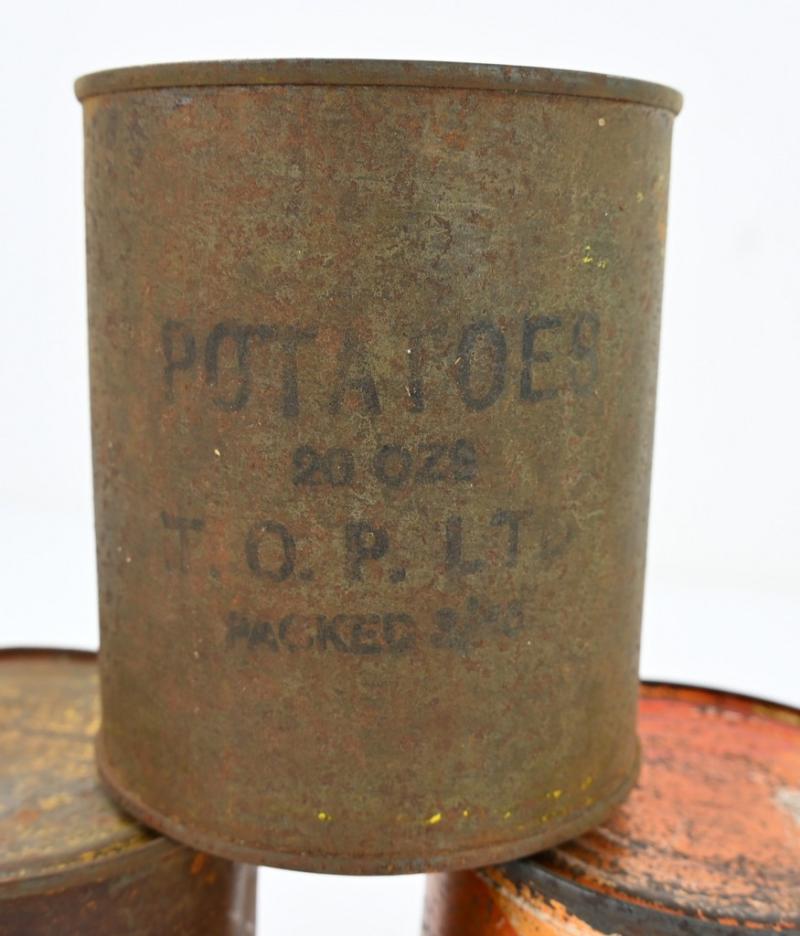 POTATOES
20 OZS
T. O. P. LTD
PACKED